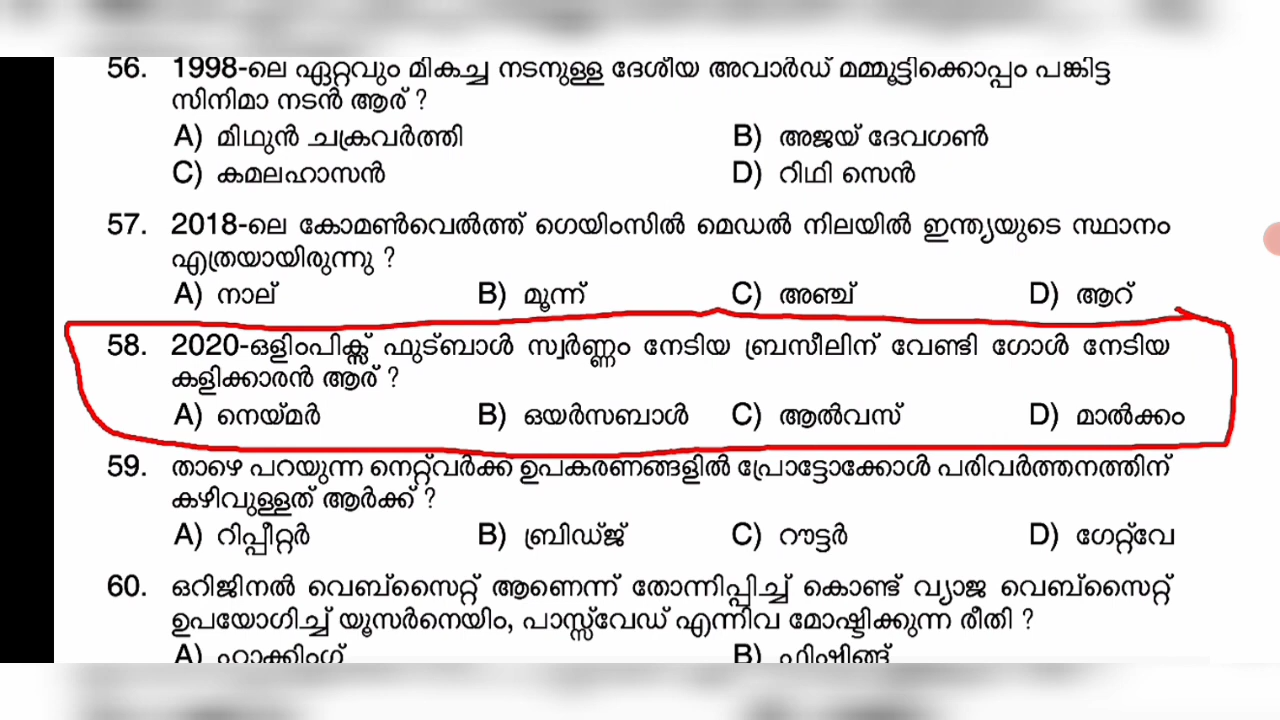 56. 1998-ലെ ഏറ്റവും മികച്ച നടനുള്ള ദേശീയ അവാർഡ് മമ്മൂട്ടിക്കൊപ്പം പങ്കിട്ട
സിനിമാ നടൻ ആര് ?
A) മിഥുൻ ചക്രവർത്തി B) അജയ് ദേവഗൺ
C) കമലഹാസൻ D) റിഥി സെൻ
57. 2018-ലെ കോമൺവെൽത്ത് ഗെയിംസിൽ മെഡൽ നിലയിൽ ഇന്ത്യയുടെ സ്ഥാനം
എത്രയായിരുന്നു ?
A) നാല് B) മൂന്ന് C) അഞ്ച് D) ആറ്
58. 2020-ഒളിംപിക്സ് ഫുട്ബാൾ സ്വർണ്ണം നേടിയ ബ്രസീലിന് വേണ്ടി ഗോൾ നേടിയ
കളിക്കാരൻ ആര് ?
A) നെയ്മർ B) ഒയർസബാൾ C) ആൽവസ് D) മാൽക്കം
59. താഴെ പറയുന്ന നെറ്റ്‌വർക്ക് ഉപകരണങ്ങളിൽ പ്രോട്ടോക്കോൾ പരിവർത്തനത്തിന്
കഴിവുള്ളത് ആർക്ക് ?
A) റിപ്പീറ്റർ B) ബ്രിഡ്ജ് C) റൗട്ടർ D) ഗേറ്റ്‌വേ
60. ഒറിജിനൽ വെബ്സൈറ്റ് ആണെന്ന് തോന്നിപ്പിച്ച് കൊണ്ട് വ്യാജ വെബ്സൈറ്റ്
ഉപയോഗിച്ച് യൂസർനെയിം, പാസ്സ്‌വേഡ് എന്നിവ മോഷ്ടിക്കുന്ന രീതി ?
A) ഹാക്കിംഗ് B) ഫിഷിങ്ങ്